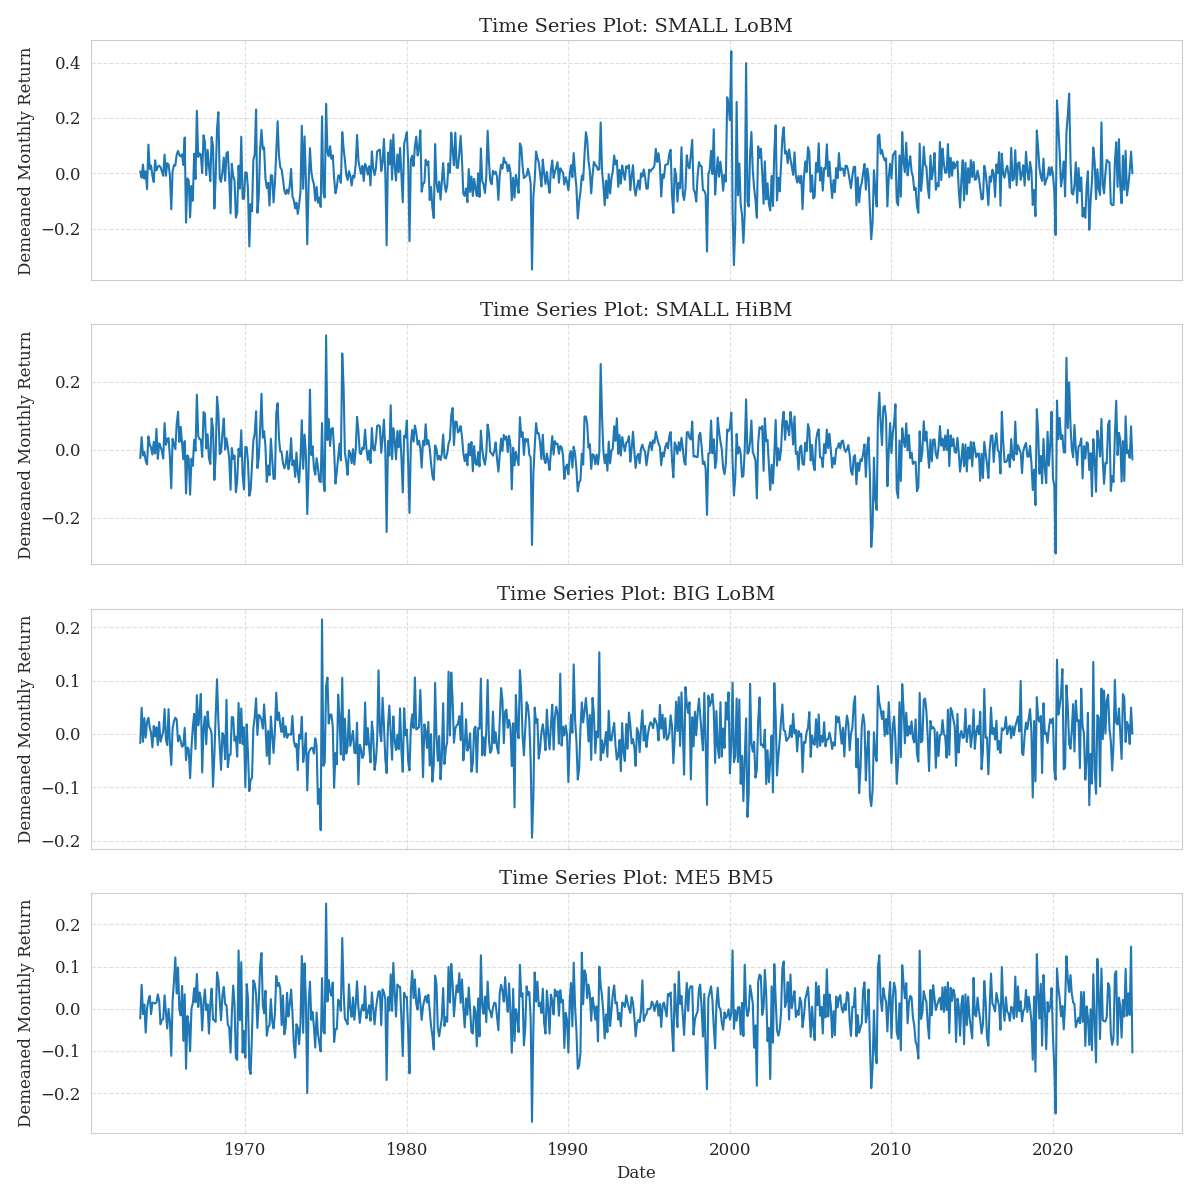 Time Series Plot: SMALL LoBM
Demeaned Monthly Return
0.4
0.2
0.0
−0.2
Time Series Plot: SMALL HiBM
Demeaned Monthly Return
0.2
0.0
−0.2
Time Series Plot: BIG LoBM
Demeaned Monthly Return
0.2
0.1
0.0
−0.1
−0.2
Time Series Plot: ME5 BM5
Demeaned Monthly Return
0.2
0.1
0.0
−0.1
−0.2
1970 1980 1990 2000 2010 2020
Date